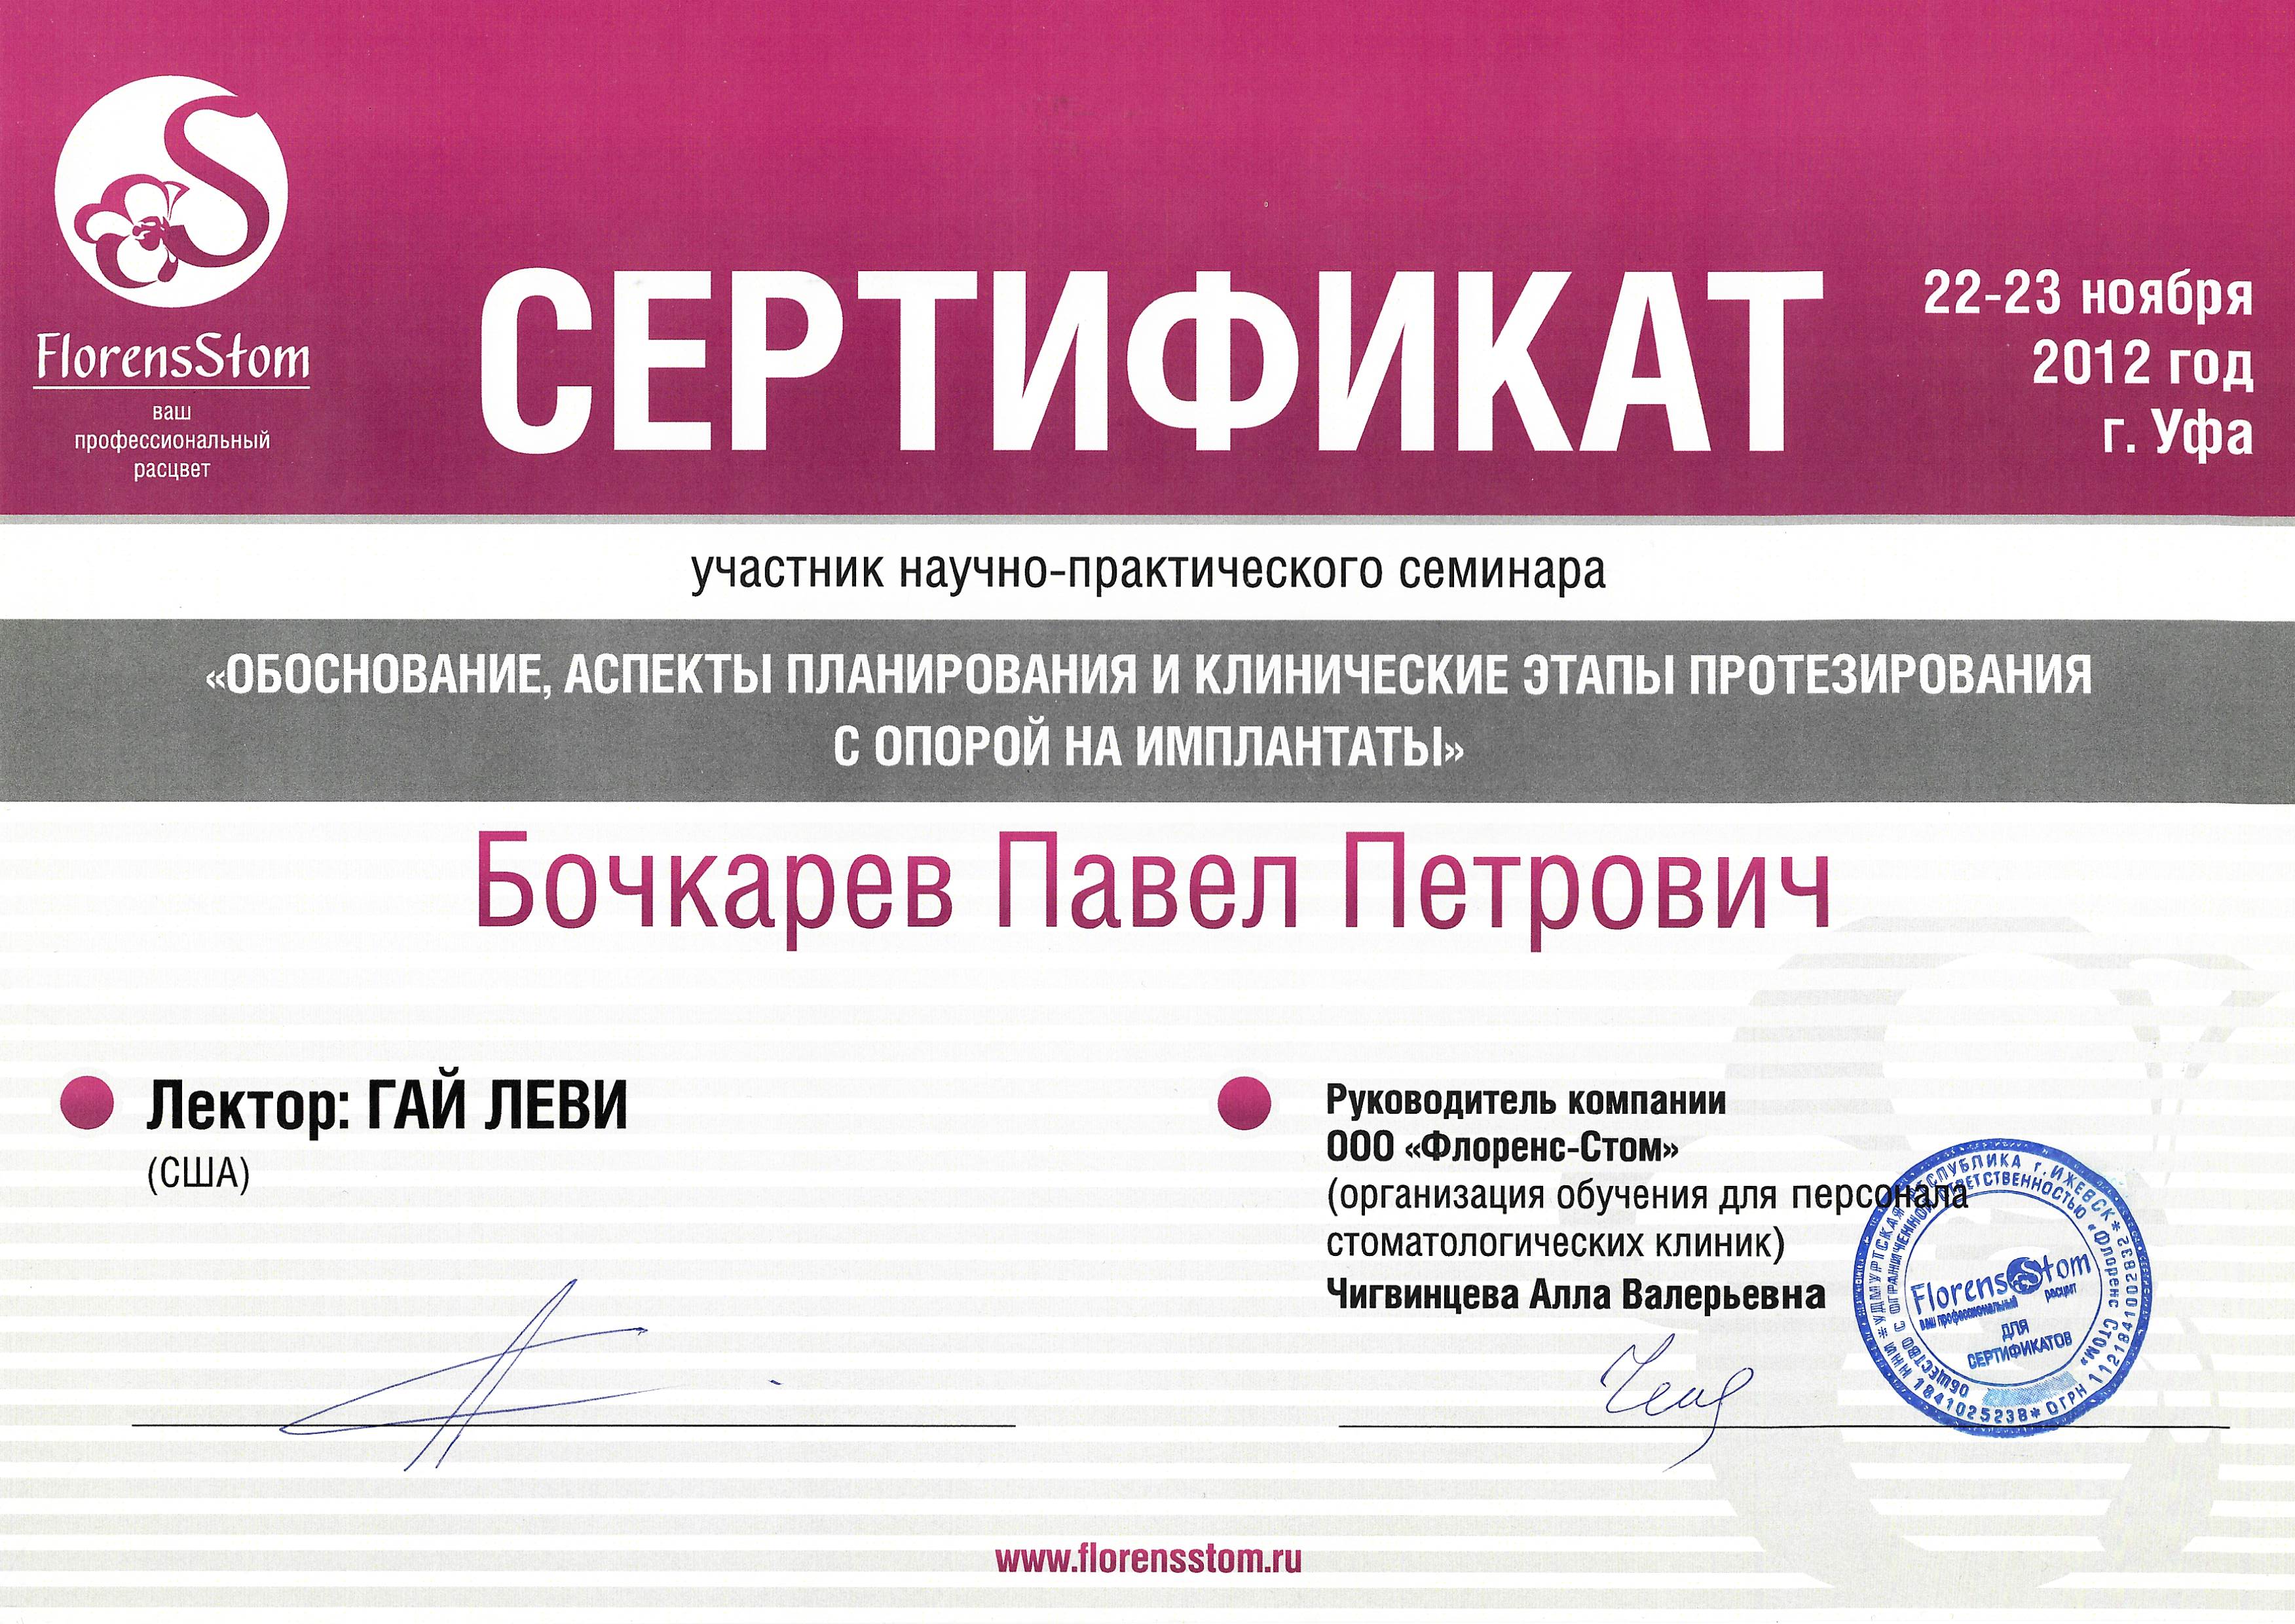 FlorensStom
ваш
профессиональный
расцвет
СЕРТИФИКАТ
22-23 ноября
2012 год
г. Уфа
участник научно-практического семинара
«ОБОСНОВАНИЕ, АСПЕКТЫ ПЛАНИРОВАНИЯ И КЛИНИЧЕСКИЕ ЭТАПЫ ПРОТЕЗИРОВАНИЯ
С ОПОРОЙ НА ИМПЛАНТАТЫ»
Бочкарев Павел Петрович
Лектор: ГАЙ ЛЕВИ
(США)
Руководитель компании
ООО «Флоренс-Стом»
(организация обучения для персонала
стоматологических клиник)
Чигвинцева Алла Валерьевна
УДМУРТСКАЯ РЕСПУБЛИКА г. ИЖЕВСК * ОГРН 1121841002832 * ИНН 1841025238 *
ОБЩЕСТВО С ОГРАНИЧЕННОЙ ОТВЕТСТВЕННОСТЬЮ «Флоренс СТОМ»
FlorensStom
ваш профессиональный расцвет
ДЛЯ
СЕРТИФИКАТОВ
www.florensstom.ru